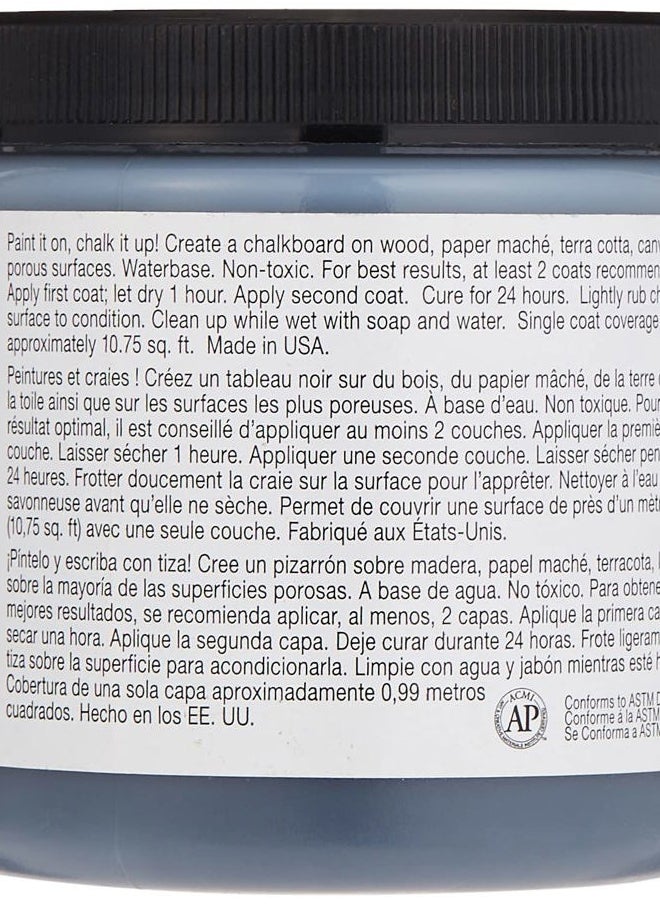 Paint it on, chalk it up! Create a chalkboard on wood, paper maché, terra cotta,
porous surfaces. Waterbase. Non-toxic. For best results, at least 2 coats
Apply first coat; let dry 1 hour. Apply second coat. Cure for 24 hours. Lightly rub
surface to condition. Clean up while wet with soap and water. Single coat coverage
approximately 10.75 sq. ft. Made in USA.
Peintures et craies ! Créez un tableau noir sur du bois, du papier mâché, de la terre
la toile ainsi que sur les surfaces les plus poreuses. À base d'eau. Non toxique. Pour
résultat optimal, il est conseillé d'appliquer au moins 2 couches. Appliquer la
couche. Laisser sécher 1 heure. Appliquer une seconde couche. Laisser sécher
24 heures. Frotter doucement la craie sur la surface pour l'apprêter. Nettoyer à l'eau
savonneuse avant qu'elle ne sèche. Permet de couvrir une surface de près d'un
(10,75 sq. ft) avec une seule couche. Fabriqué aux États-Unis.
¡Píntelo y escriba con tiza! Cree un pizarrón sobre madera, papel maché, terracota,
sobre la mayoría de las superficies porosas. A base de agua. No tóxico. Para
mejores resultados, se recomienda aplicar, al menos, 2 capas. Aplique la primera
secar una hora. Aplique la segunda capa. Deje curar durante 24 horas. Frote
tiza sobre la superficie para acondicionarla. Limpie con agua y jabón mientras esté
Cobertura de una sola capa aproximadamente 0,99 metros
cuadrados. Hecho en los EE. UU.
ACMI
AP
Conforms to ASTM
Conforme à la ASTM
Se Conforma a ASTM